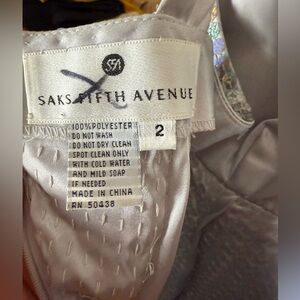 SFA
SAKS FIFTH AVENUE
100% POLYESTER
DO NOT WASH
DO NOT DRY CLEAN
SPOT CLEAN ONLY
WITH COLD WATER
AND MILD SOAP
IF NEEDED
MADE IN CHINA
RN 50438
2